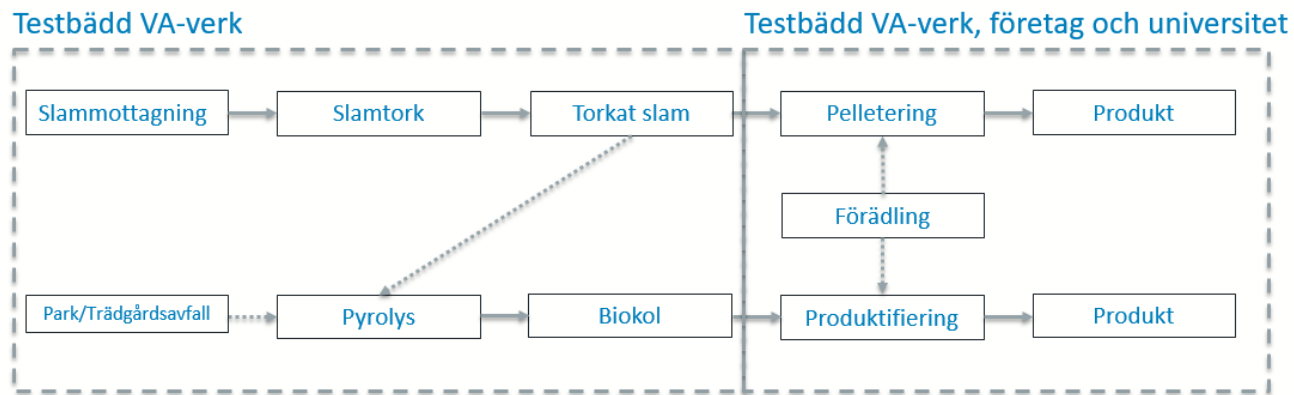 Testbädd VA-verk
Testbädd VA-verk, företag och universitet
Slammottagning
Slamtork
Torkat slam
Pelletering
Produkt
Förädling
Park/Trädgårdsavfall
Pyrolys
Biokol
Produktifiering
Produkt